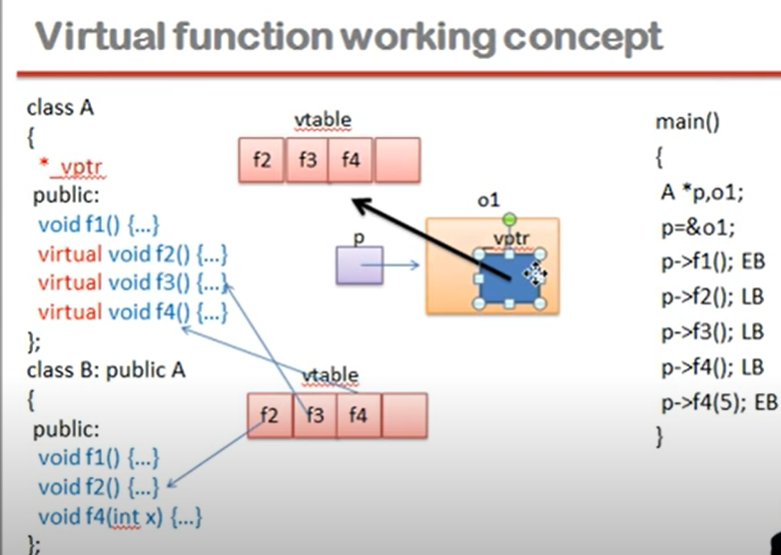 Virtual function working concept
class A
{
* _vptr
public:
void f1() {...}
virtual void f2() {...}
virtual void f3() {...}
virtual void f4() {...}
};
class B: public A
{
public:
void f1() {...}
void f2() {...}
void f4(int x) {...}
};
vtable
f2 f3 f4
o1
_vptr
p
vtable
f2 f3 f4
main()
{
A *p,o1;
p=&o1;
p->f1(); EB
p->f2(); LB
p->f3(); LB
p->f4(); LB
p->f4(5); EB
}